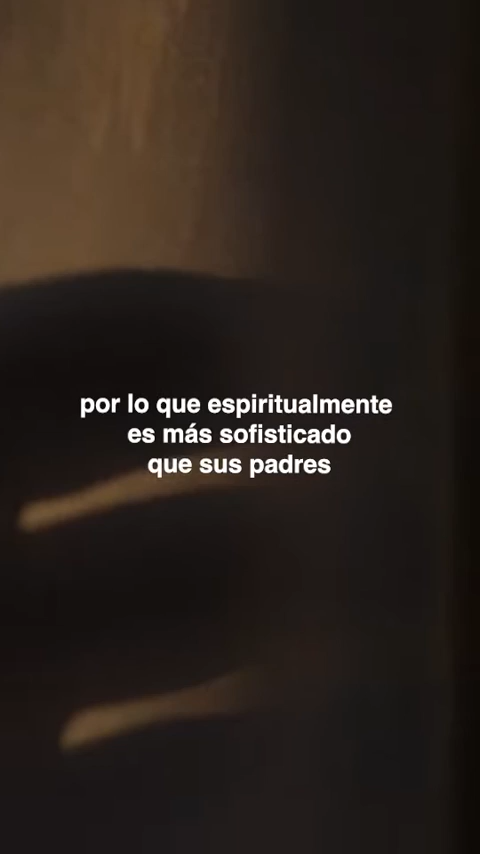 por lo que espiritualmente
es más sofisticado
que sus padres